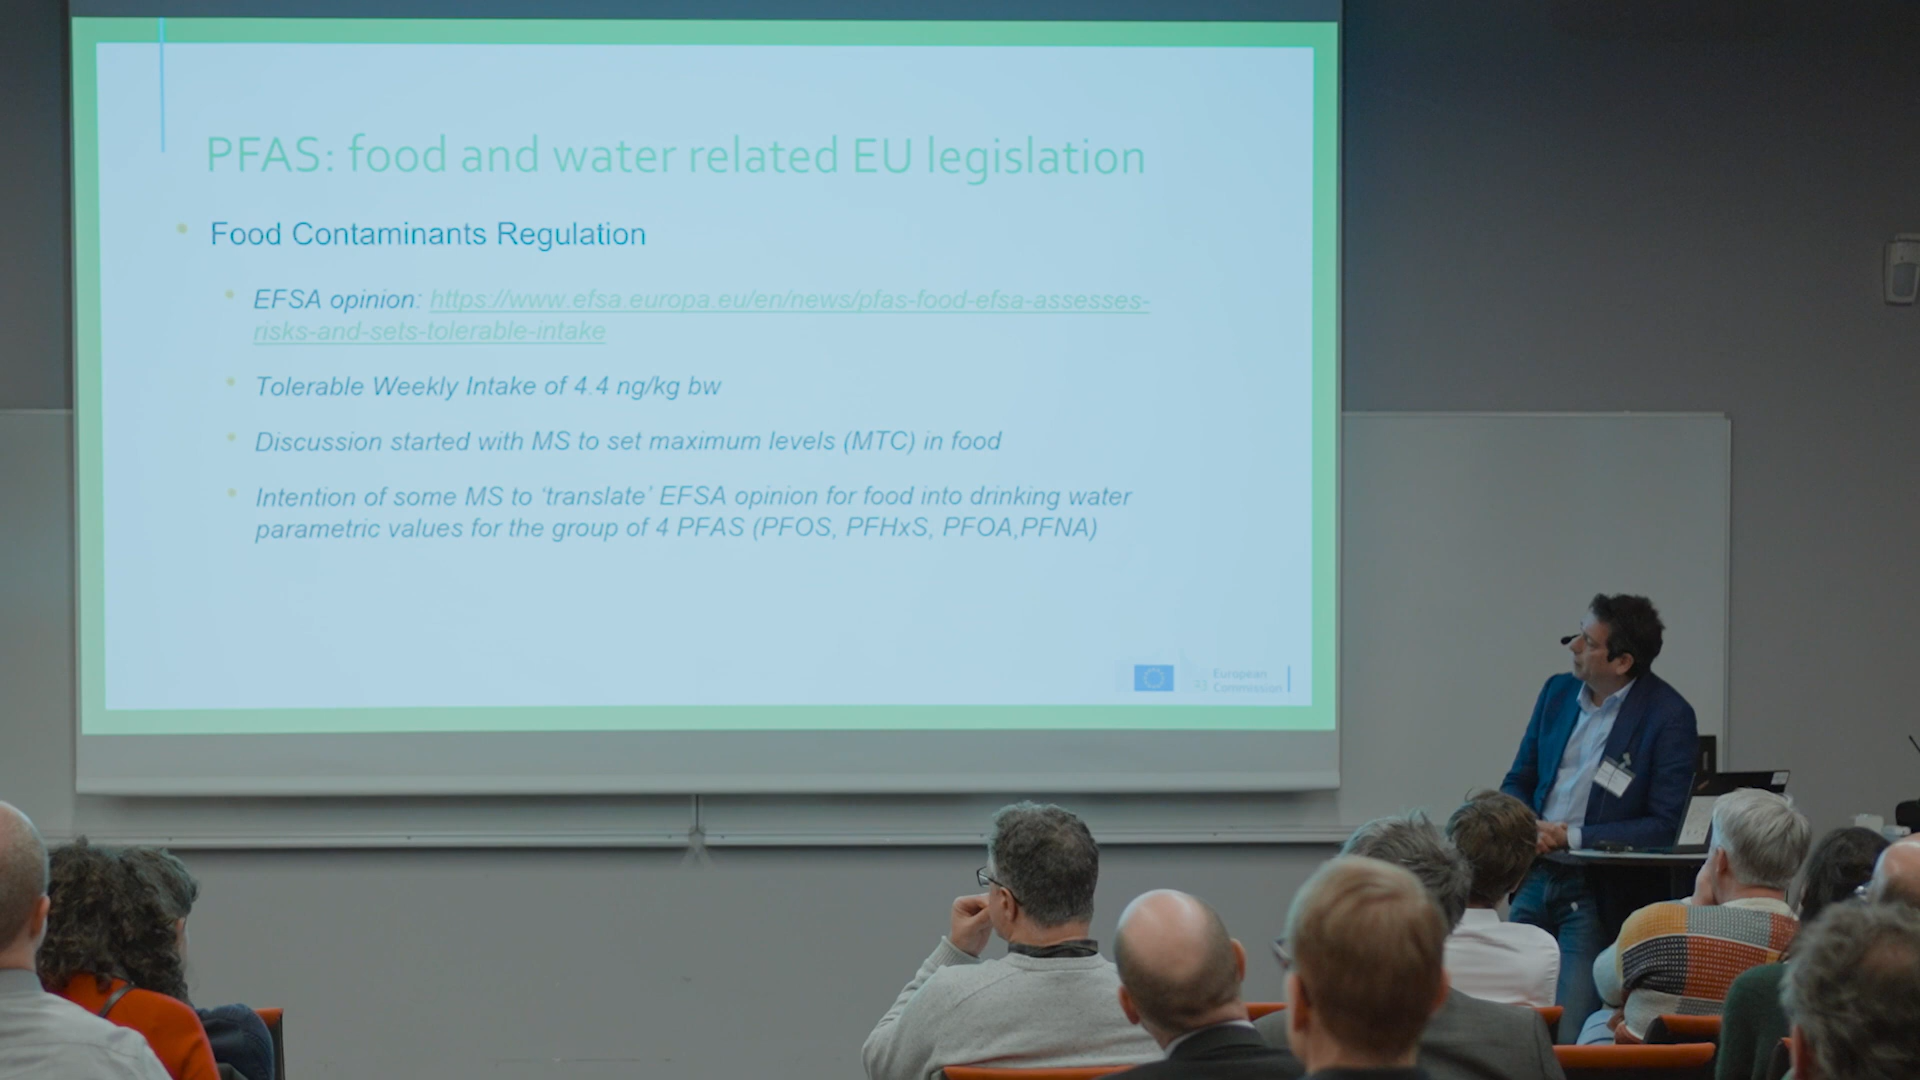 PFAS: food and water related EU legislation
• Food Contaminants Regulation
• EFSA opinion: https://www.efsa.europa.eu/en/news/pfas-food-efsa-assesses-
risks-and-sets-tolerable-intake
• Tolerable Weekly Intake of 4.4 ng/kg bw
• Discussion started with MS to set maximum levels (MTC) in food
• Intention of some MS to ‘translate’ EFSA opinion for food into drinking water
parametric values for the group of 4 PFAS (PFOS, PFHxS, PFOA,PFNA)
European
Commission